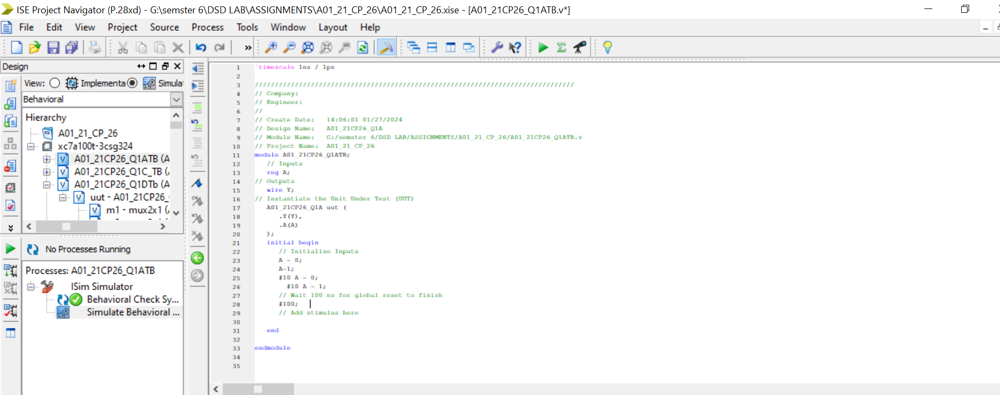 ISE Project Navigator (P.28xd) - G:\semster 6\DSD LAB\ASSIGNMENTS\A01_21_CP_26\A01_21_CP_26.xise - [A01_21CP26_Q1ATB.v*]
File Edit View Project Source Process Tools Window Layout Help
Design
View: Implementa Simula
Behavioral
Hierarchy
A01_21_CP_26
xc7a100t-3csg324
A01_21CP26_Q1ATB (A
A01_21CP26_Q1C_TB (
A01_21CP26_Q1DTb (A
uut - A01_21CP26_
m1 - mux2x1 (
No Processes Running
Processes: A01_21CP26_Q1ATB
ISim Simulator
Behavioral Check Sy...
Simulate Behavioral ...
1 `timescale 1ns / 1ps
2
3 ////////////////////////////////////////////////////////////////////////////////
4 // Company:
5 // Engineer:
6 //
7 // Create Date: 14:06:01 01/27/2024
8 // Design Name: A01_21CP26_Q1A
9 // Module Name: G:/semster 6/DSD LAB/ASSIGNMENTS/A01_21_CP_26/A01_21CP26_Q1ATB.v
10 // Project Name: A01_21_CP_26
11 module A01_21CP26_Q1ATB;
12 // Inputs
13 reg A;
14 // Outputs
15 wire Y;
16 // Instantiate the Unit Under Test (UUT)
17 A01_21CP26_Q1A uut (
18 .Y(Y),
19 .A(A)
20 );
21 initial begin
22 // Initialize Inputs
23 A = 0;
24 A=1;
25 #10 A = 0;
26 #10 A = 1;
27 // Wait 100 ns for global reset to finish
28 #100;
29 // Add stimulus here
30
31 end
32
33 endmodule
34
35